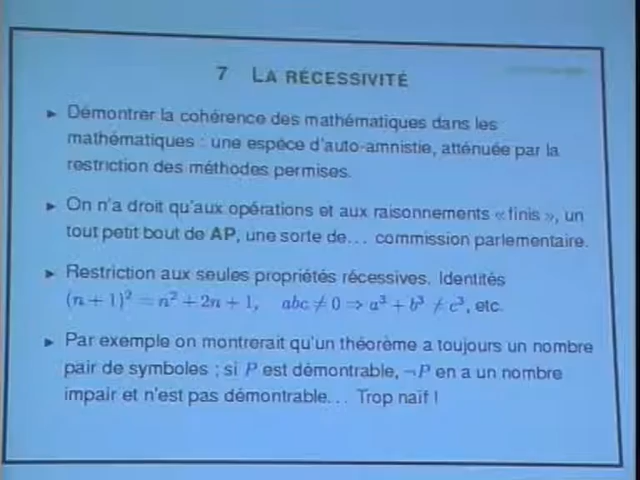 7 LA RÉCESSIVITÉ
► Démontrer la cohérence des mathématiques dans les
mathématiques : une espèce d'auto-amnistie, atténuée par la
restriction des méthodes permises.
► On n'a droit qu'aux opérations et aux raisonnements « finis », un
tout petit bout de AP, une sorte de... commission parlementaire.
► Restriction aux seules propriétés récessives. Identités
(n + 1)² = n² + 2n + 1, abc ≠ 0 ⇒ a³ + b³ ≠ c³, etc.
► Par exemple on montrerait qu'un théorème a toujours un nombre
pair de symboles ; si P est démontrable, ¬P en a un nombre
impair et n'est pas démontrable... Trop naïf !